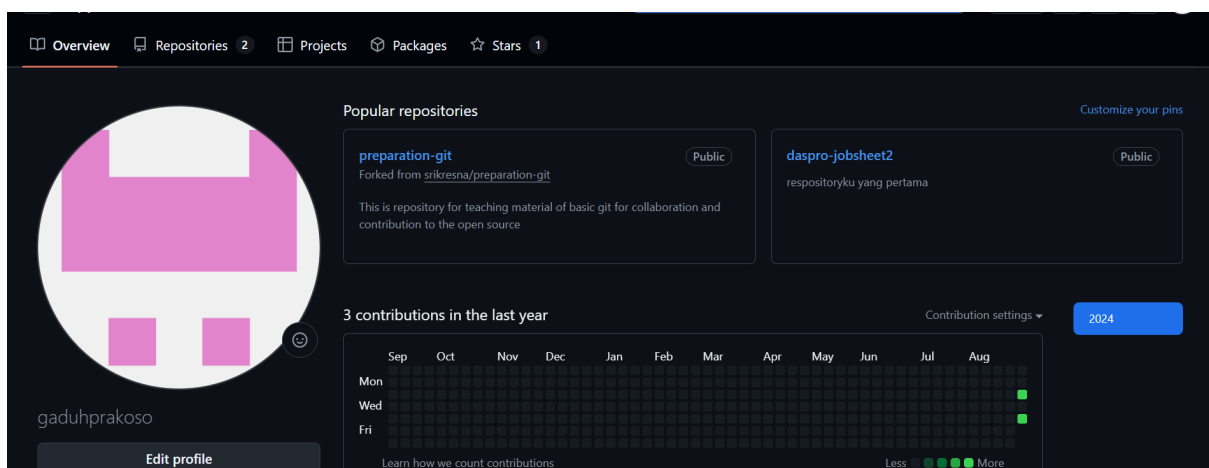 Overview Repositories 2 Projects Packages Stars 1
Popular repositories
Customize your pins
preparation-git Public
Forked from srikresna/preparation-git
This is repository for teaching material of basic git for collaboration and
contribution to the open source
daspro-jobsheet2 Public
respositoryku yang pertama
3 contributions in the last year
Contribution settings
2024
Sep Oct Nov Dec Jan Feb Mar Apr May Jun Jul Aug
Mon
Wed
Fri
Learn how we count contributions
Less More
gaduhprakoso
Edit profile